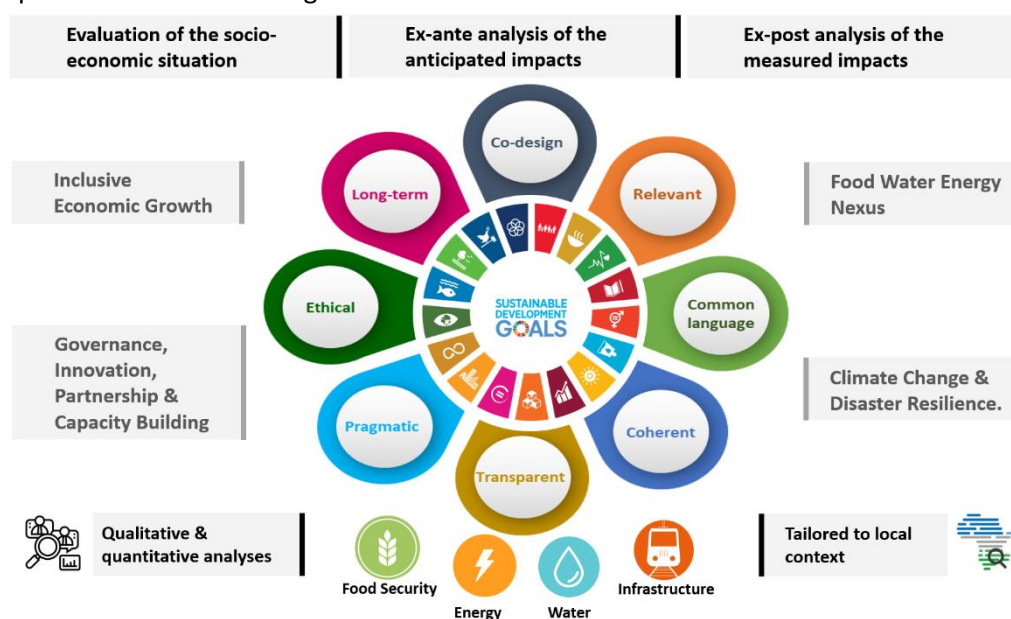 Evaluation of the socio-
economic situation
Ex-ante analysis of the
anticipated impacts
Ex-post analysis of the
measured impacts
Co-design
Long-term
Relevant
Inclusive
Economic Growth
Food Water Energy
Nexus
Ethical
SUSTAINABLE
DEVELOPMENT
GOALS
Common
language
Governance,
Innovation,
Partnership &
Capacity Building
Climate Change &
Disaster Resilience.
Pragmatic
Coherent
Transparent
Qualitative &
quantitative analyses
Tailored to local
context
Food Security
Energy
Water
Infrastructure